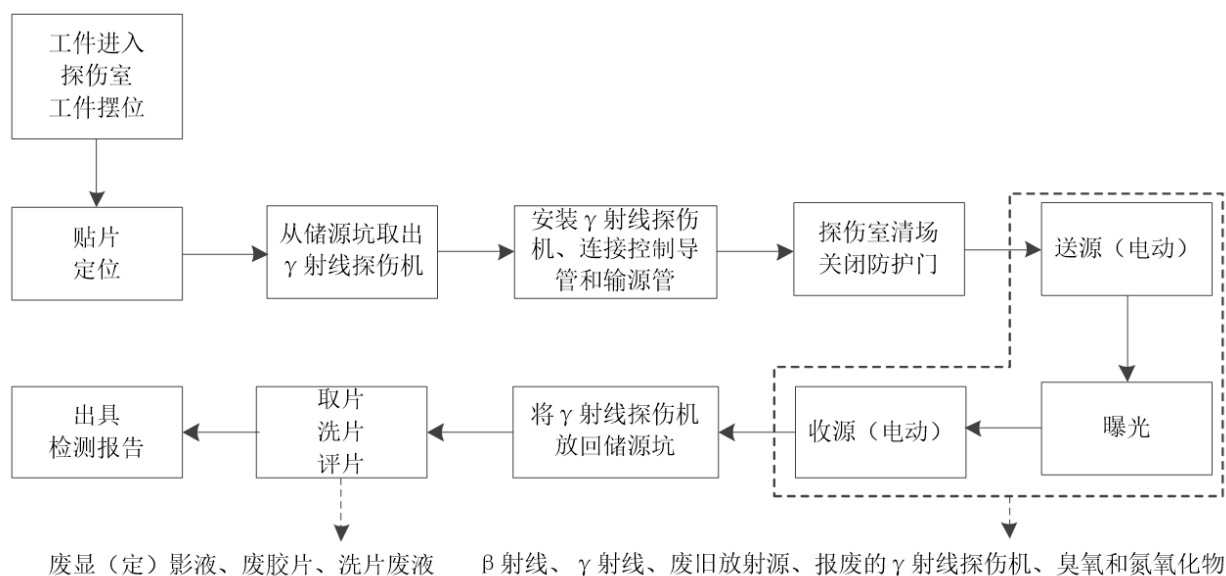 工件进入
探伤室
工件摆位
贴片
定位
从储源坑取出
γ射线探伤机
安装γ射线探伤
机、连接控制导
管和输源管
探伤室清场
关闭防护门
送源（电动）
曝光
收源（电动）
将γ射线探伤机
放回储源坑
取片
洗片
评片
出具
检测报告
废显（定）影液、废胶片、洗片废液
β射线、γ射线、废旧放射源、报废的γ射线探伤机、臭氧和氮氧化物